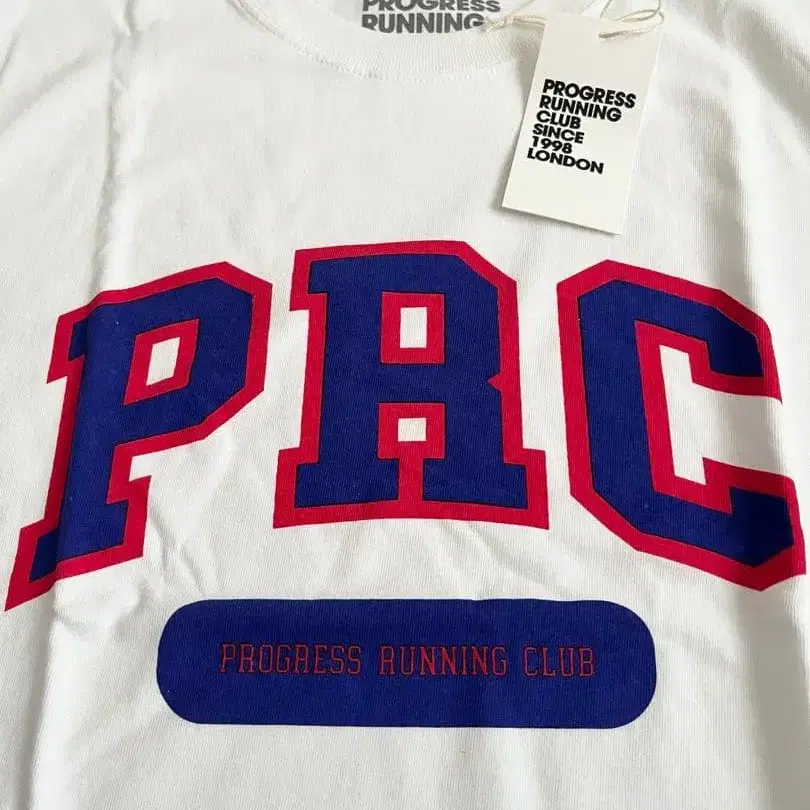 PROGRESS
RUNNING
PROGRESS
RUNNING
CLUB
SINCE
1998
LONDON
PRC
PROGRESS RUNNING CLUB